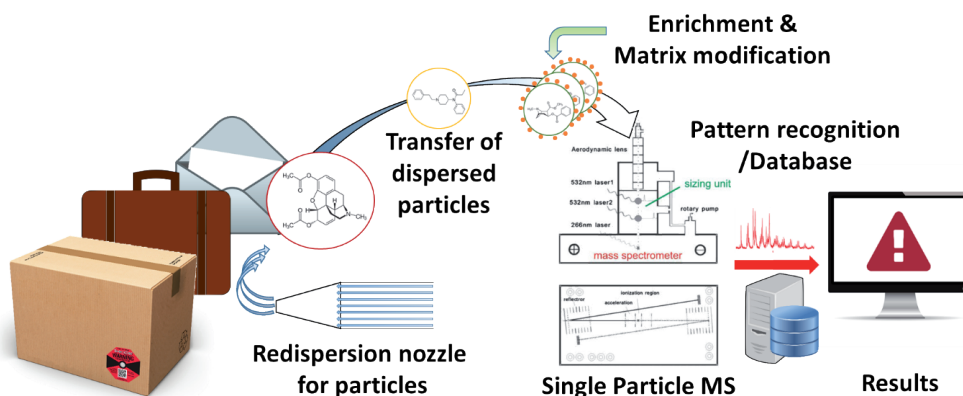 Enrichment &
Matrix modification
Transfer of
dispersed
particles
Pattern recognition
/Database
Aerodynamic lens
532nm laser1
532nm laser2
266nm laser
sizing unit
rotary pump
mass spectrometer
reflectror
ionization region
acceleration
Redispersion nozzle
for particles
Single Particle MS
Results